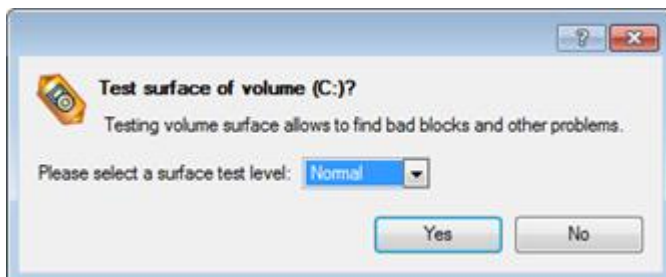 Test surface of volume (C:)?
Testing volume surface allows to find bad blocks and other problems.
Please select a surface test level: Normal
Yes No